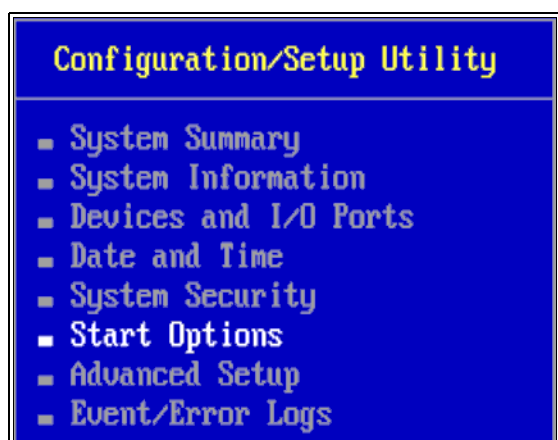 Configuration/Setup Utility
System Summary
System Information
Devices and I/O Ports
Date and Time
System Security
Start Options
Advanced Setup
Event/Error Logs